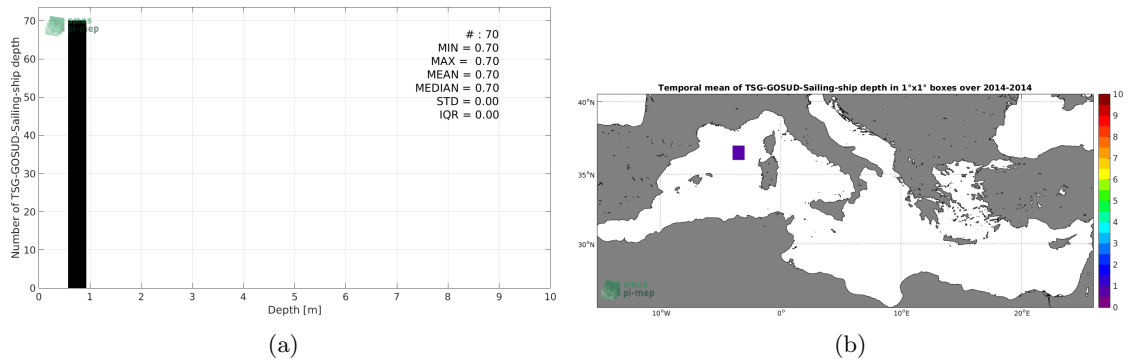 70
60
50
40
30
20
10
0
Number of TSG-GOSUD-Sailing-ship depth
smos
pi-mep
# : 70
MIN = 0.70
MAX = 0.70
MEAN = 0.70
MEDIAN = 0.70
STD = 0.00
IQR = 0.00
0 1 2 3 4 5 6 7 8 9 10
Depth [m]
(a)
Temporal mean of TSG-GOSUD-Sailing-ship depth in 1°x1° boxes over 2014-2014
40°N
35°N
30°N
10°W 0° 10°E 20°E
smos
pi-mep
10
9
8
7
6
5
4
3
2
1
0
(b)